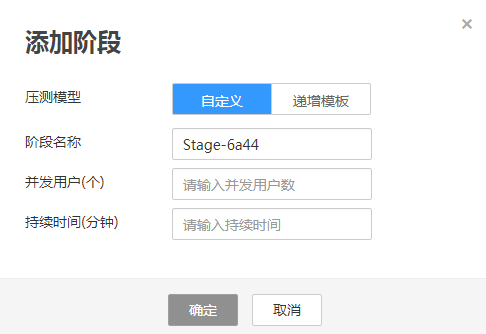 ×
添加阶段
压测模型 自定义 递增模板
阶段名称 Stage-6a44
并发用户(个) 请输入并发用户数
持续时间(分钟) 请输入持续时间
确定 取消